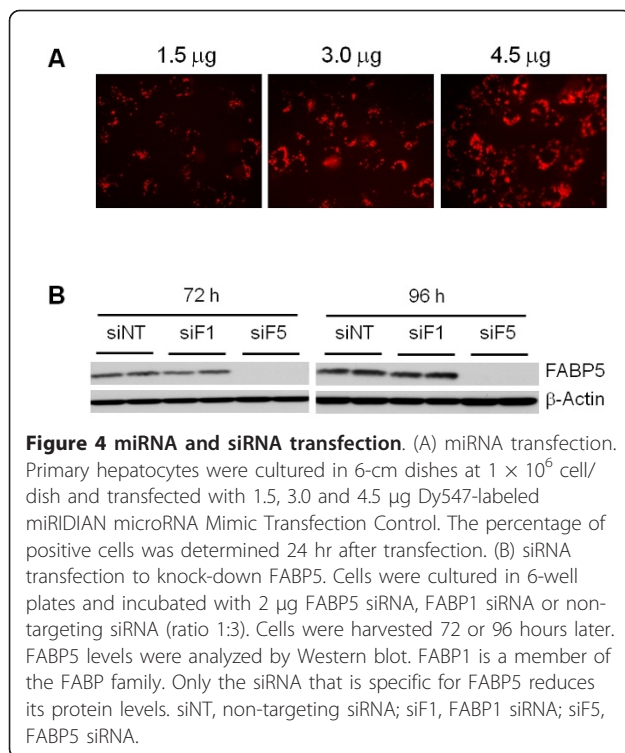 A
1.5 μg 3.0 μg 4.5 μg
B
72 h 96 h
siNT siF1 siF5 siNT siF1 siF5
FABP5
β-Actin
Figure 4 miRNA and siRNA transfection. (A) miRNA transfection.
Primary hepatocytes were cultured in 6-cm dishes at 1 × 10⁶ cell/
dish and transfected with 1.5, 3.0 and 4.5 μg Dy547-labeled
miRIDIAN microRNA Mimic Transfection Control. The percentage of
positive cells was determined 24 hr after transfection. (B) siRNA
transfection to knock-down FABP5. Cells were cultured in 6-well
plates and incubated with 2 μg FABP5 siRNA, FABP1 siRNA or non-
targeting siRNA (ratio 1:3). Cells were harvested 72 or 96 hours later.
FABP5 levels were analyzed by Western blot. FABP1 is a member of
the FABP family. Only the siRNA that is specific for FABP5 reduces
its protein levels. siNT, non-targeting siRNA; siF1, FABP1 siRNA; siF5,
FABP5 siRNA.